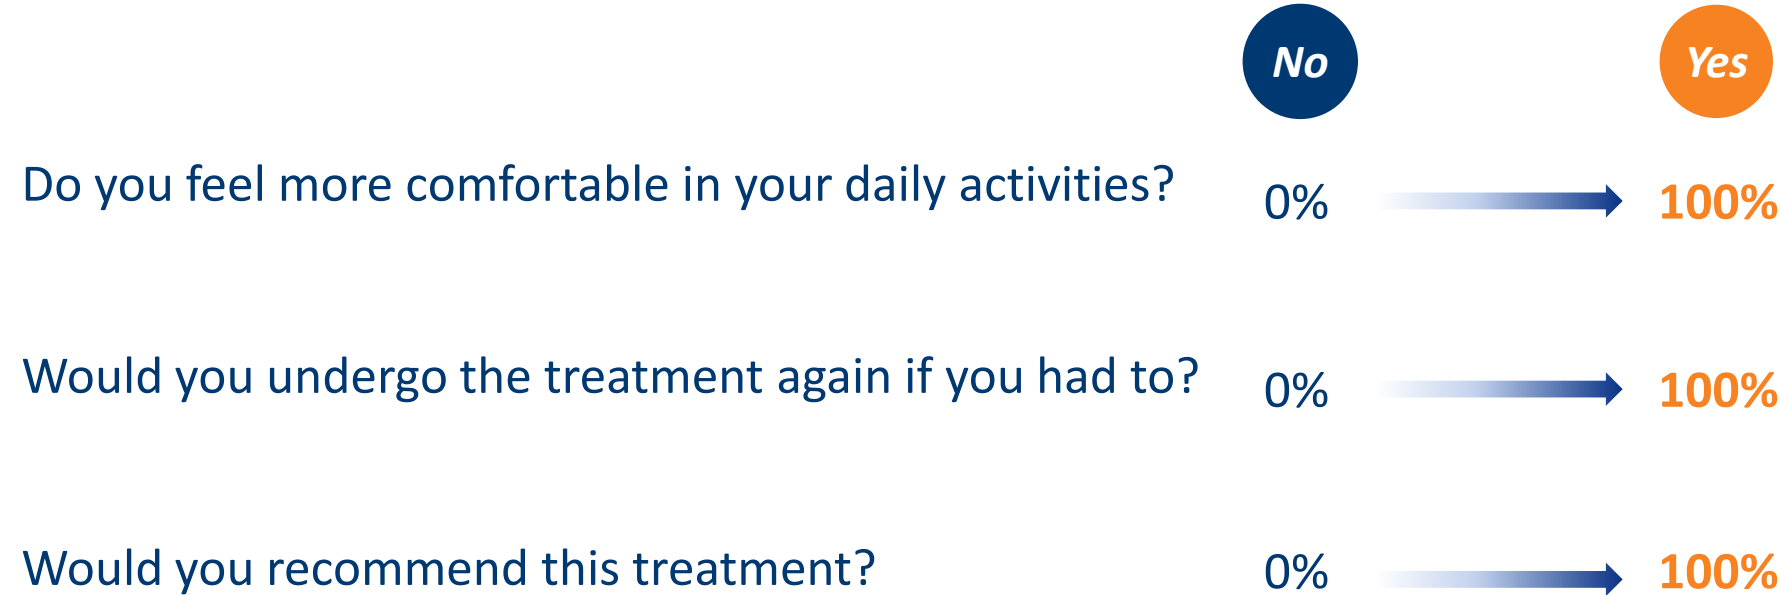 No Yes
Do you feel more comfortable in your daily activities? 0% 100%
Would you undergo the treatment again if you had to? 0% 100%
Would you recommend this treatment? 0% 100%